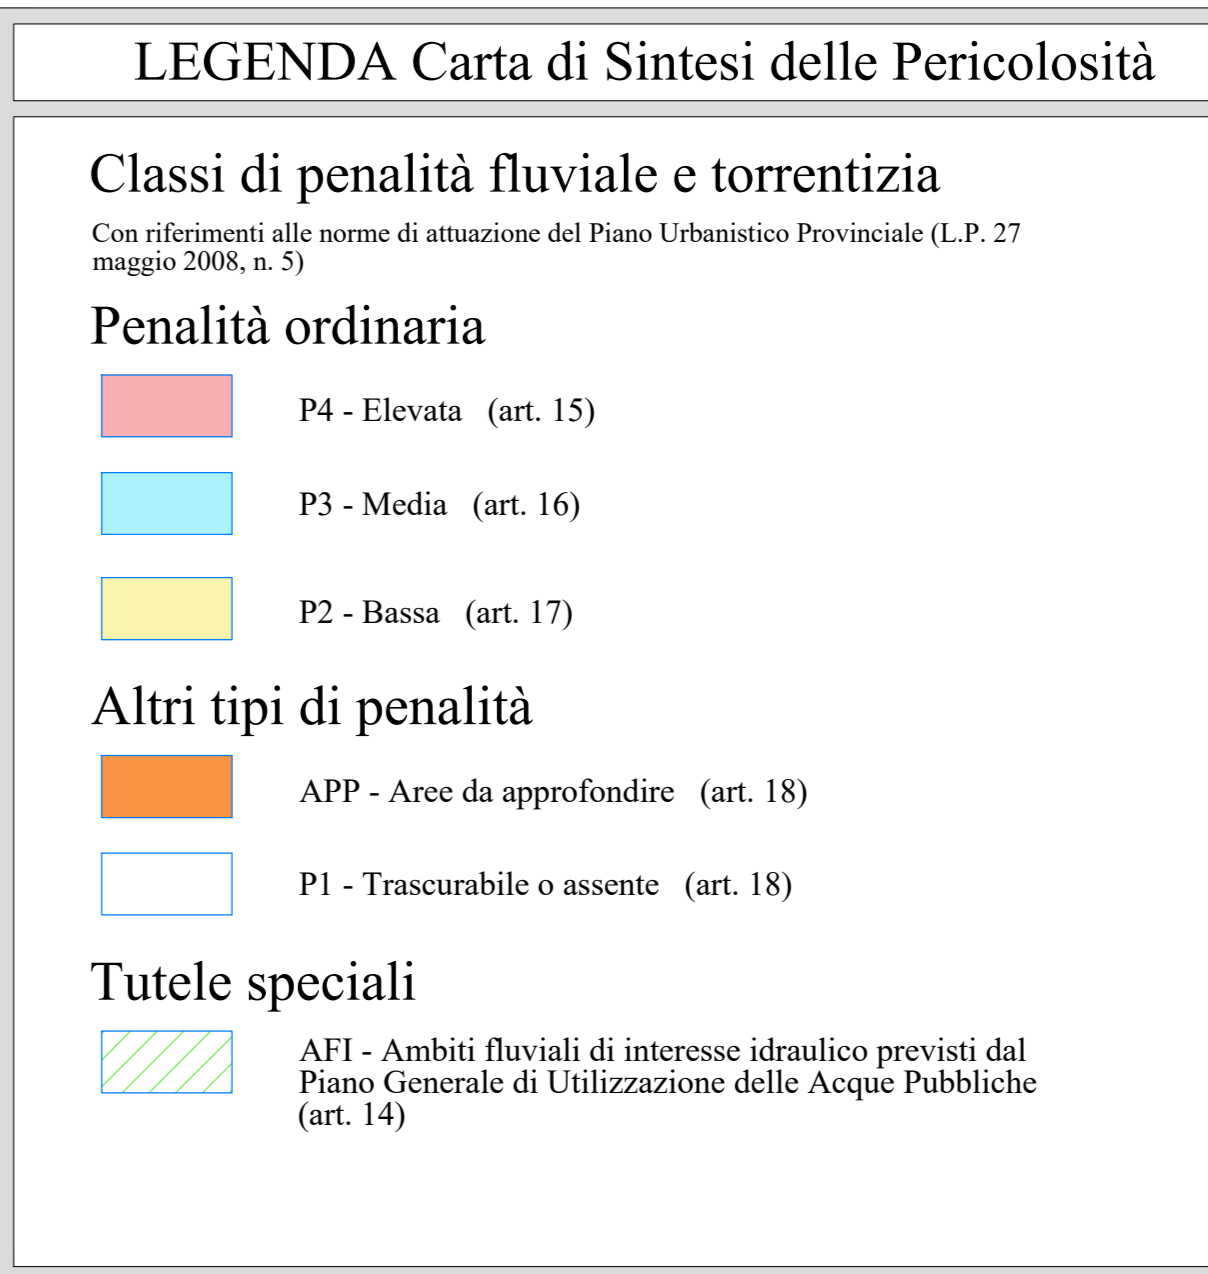 LEGENDA Carta di Sintesi delle Pericolosità
Classi di penalità fluviale e torrentizia
Con riferimenti alle norme di attuazione del Piano Urbanistico Provinciale (L.P. 27
maggio 2008, n. 5)
Penalità ordinaria
P4 - Elevata (art. 15)
P3 - Media (art. 16)
P2 - Bassa (art. 17)
Altri tipi di penalità
APP - Aree da approfondire (art. 18)
P1 - Trascurabile o assente (art. 18)
Tutele speciali
AFI - Ambiti fluviali di interesse idraulico previsti dal
Piano Generale di Utilizzazione delle Acque Pubbliche
(art. 14)